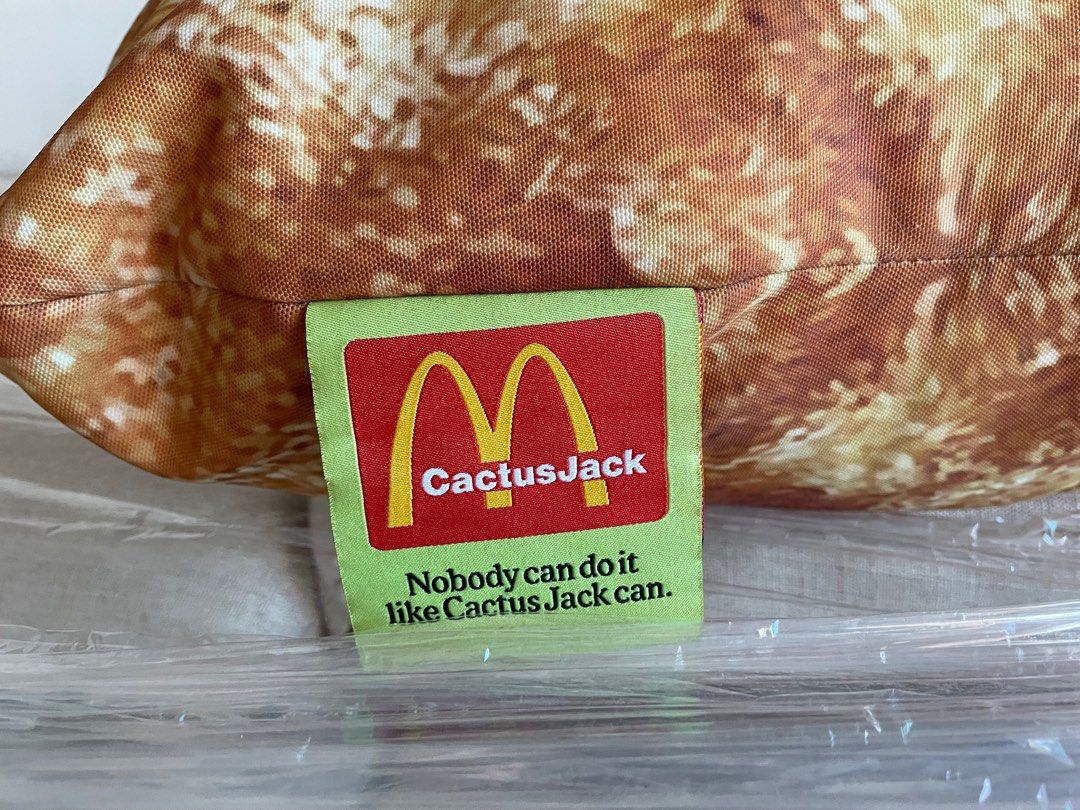 CactusJack
Nobody can do it
like Cactus Jack can.